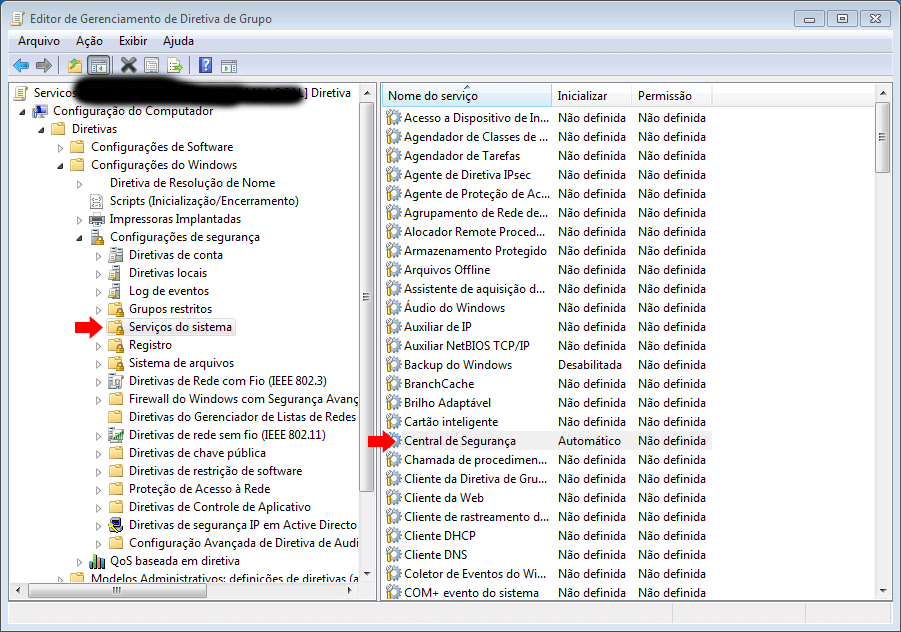 Editor de Gerenciamento de Diretiva de Grupo
Arquivo Ação Exibir Ajuda
Servicos ] Diretiva
Configuração do Computador
Diretivas
Configurações de Software
Configurações do Windows
Diretiva de Resolução de Nome
Scripts (Inicialização/Encerramento)
Impressoras Implantadas
Configurações de segurança
Diretivas de conta
Diretivas locais
Log de eventos
Grupos restritos
Serviços do sistema
Registro
Sistema de arquivos
Diretivas de Rede com Fio (IEEE 802.3)
Firewall do Windows com Segurança Avanç
Diretivas do Gerenciador de Listas de Redes
Diretivas de rede sem fio (IEEE 802.11)
Diretivas de chave pública
Diretivas de restrição de software
Proteção de Acesso à Rede
Diretivas de Controle de Aplicativo
Diretivas de segurança IP em Active Directo
Configuração Avançada de Diretiva de Audi
QoS baseada em diretiva
Modelos Administrativos: definições de diretivas (a
Nome do serviço Inicializar Permissão
Acesso a Dispositivo de In... Não definida Não definida
Agendador de Classes de ... Não definida Não definida
Agendador de Tarefas Não definida Não definida
Agente de Diretiva IPsec Não definida Não definida
Agente de Proteção de Ac... Não definida Não definida
Agrupamento de Rede de... Não definida Não definida
Alocador Remote Proced... Não definida Não definida
Armazenamento Protegido Não definida Não definida
Arquivos Offline Não definida Não definida
Assistente de aquisição d... Não definida Não definida
Áudio do Windows Não definida Não definida
Auxiliar de IP Não definida Não definida
Auxiliar NetBIOS TCP/IP Não definida Não definida
Backup do Windows Desabilitada Não definida
BranchCache Não definida Não definida
Brilho Adaptável Não definida Não definida
Cartão inteligente Não definida Não definida
Central de Segurança Automático Não definida
Chamada de procedimen... Não definida Não definida
Cliente da Diretiva de Gru... Não definida Não definida
Cliente da Web Não definida Não definida
Cliente de rastreamento d... Não definida Não definida
Cliente DHCP Não definida Não definida
Cliente DNS Não definida Não definida
Coletor de Eventos do Wi... Não definida Não definida
COM+ evento do sistema Não definida Não definida